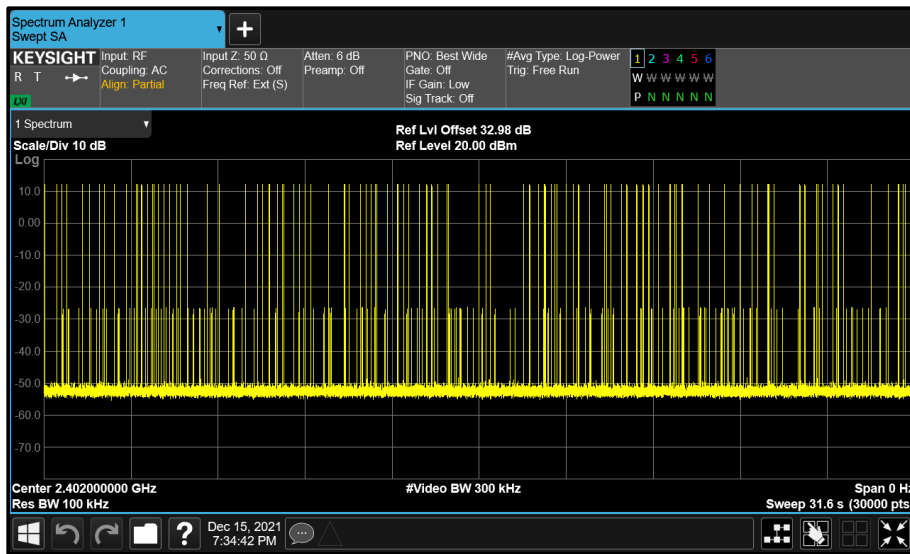 Spectrum Analyzer 1
Swept SA
KEYSIGHT
R T
LXI
Input: RF
Coupling: AC
Align: Partial
Input Z: 50 Ω
Corrections: Off
Freq Ref: Ext (S)
Atten: 6 dB
Preamp: Off
PNO: Best Wide
Gate: Off
IF Gain: Low
Sig Track: Off
#Avg Type: Log-Power
Trig: Free Run
1 2 3 4 5 6
W W W W W W
P N N N N N
1 Spectrum
Scale/Div 10 dB
Ref Lvl Offset 32.98 dB
Ref Level 20.00 dBm
Log
10.0
0.00
-10.0
-20.0
-30.0
-40.0
-50.0
-60.0
-70.0
Center 2.402000000 GHz
#Video BW 300 kHz
Span 0 Hz
Res BW 100 kHz
Sweep 31.6 s (30000 pts
?
Dec 15, 2021
7:34:42 PM